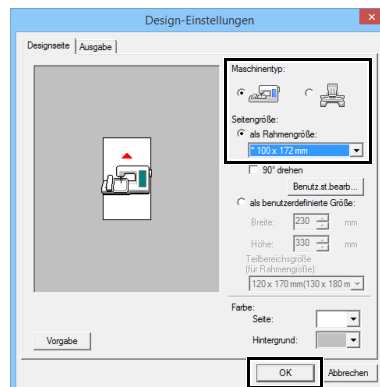 Design-Einstellungen
Designseite
Ausgabe
Maschinentyp:
Seitengröße:
als Rahmengröße:
* 100 x 172 mm
90° drehen
Benutz.st.bearb...
als benutzerdefinierte Größe:
Breite: 230 mm
Höhe: 330 mm
Teilbereichsgröße
(für Rahmengröße):
120 x 170 mm(130 x 180 m
Farbe:
Seite:
Hintergrund:
Vorgabe
OK
Abbrechen